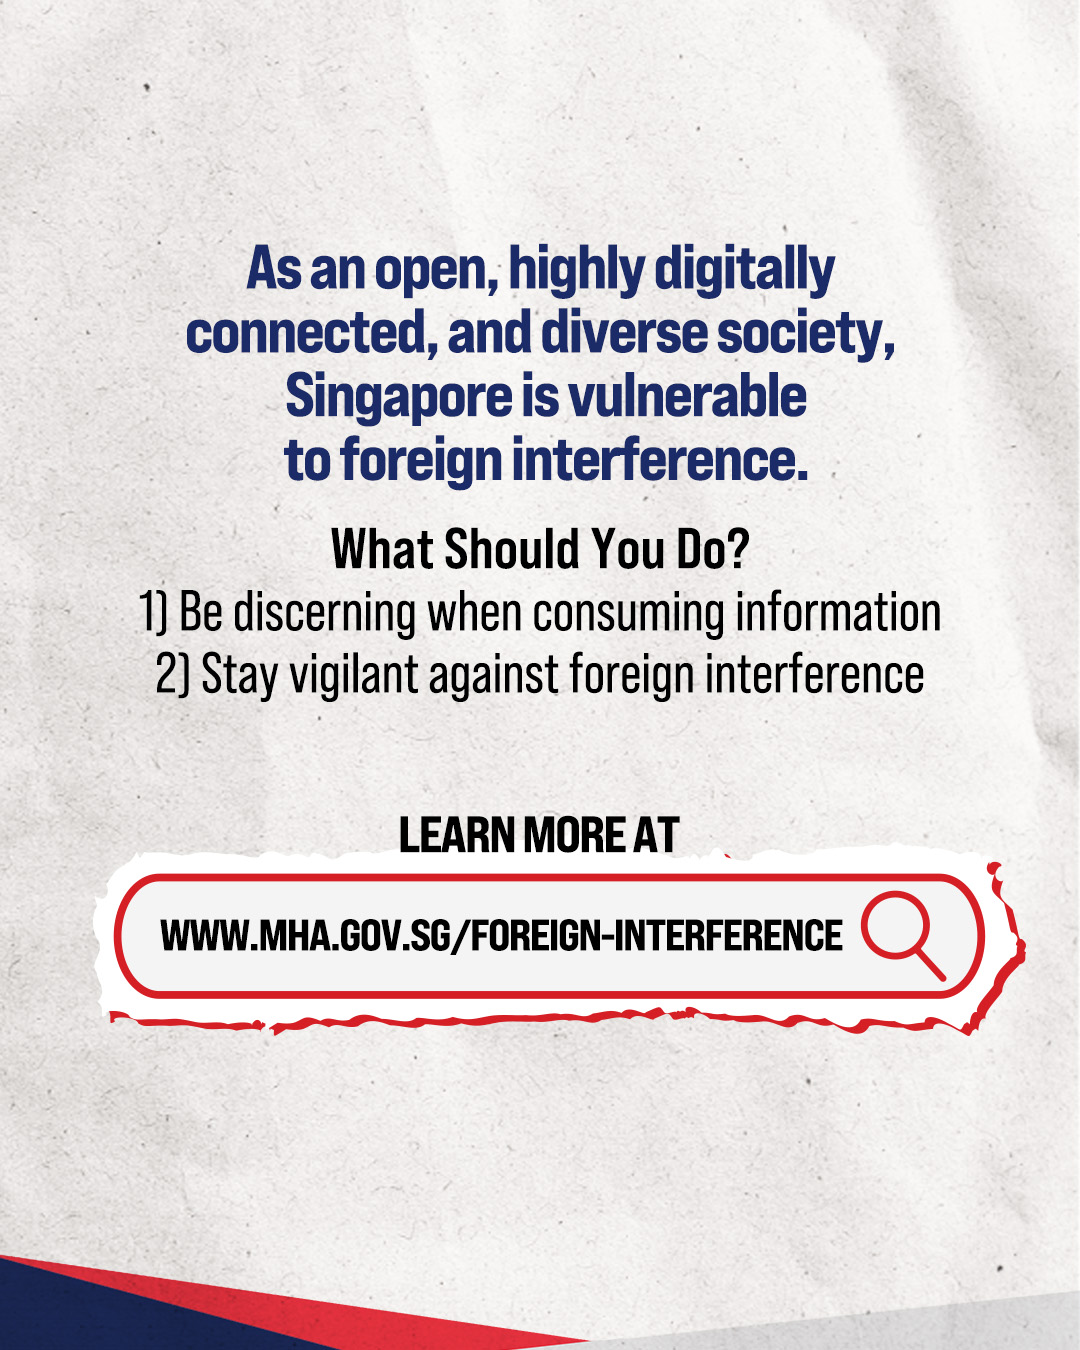 As an open, highly digitally
connected, and diverse society,
Singapore is vulnerable
to foreign interference.
What Should You Do?
1) Be discerning when consuming information
2) Stay vigilant against foreign interference
LEARN MORE AT
WWW.MHA.GOV.SG/FOREIGN-INTERFERENCE